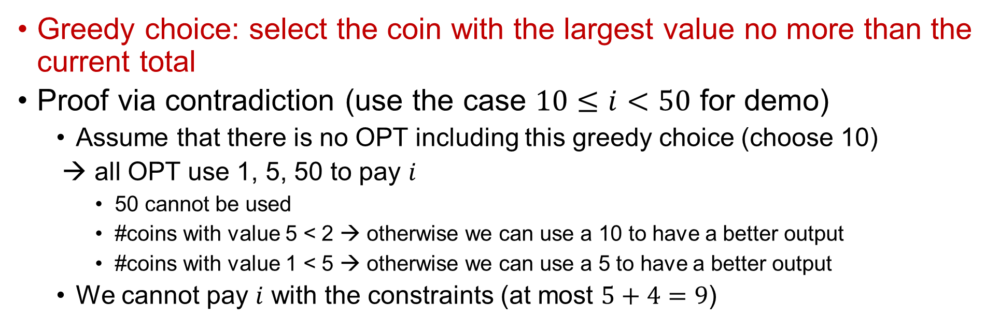 • Greedy choice: select the coin with the largest value no more than the
current total
• Proof via contradiction (use the case 10 ≤ i < 50 for demo)
• Assume that there is no OPT including this greedy choice (choose 10)
→ all OPT use 1, 5, 50 to pay i
• 50 cannot be used
• #coins with value 5 < 2 → otherwise we can use a 10 to have a better output
• #coins with value 1 < 5 → otherwise we can use a 5 to have a better output
• We cannot pay i with the constraints (at most 5 + 4 = 9)